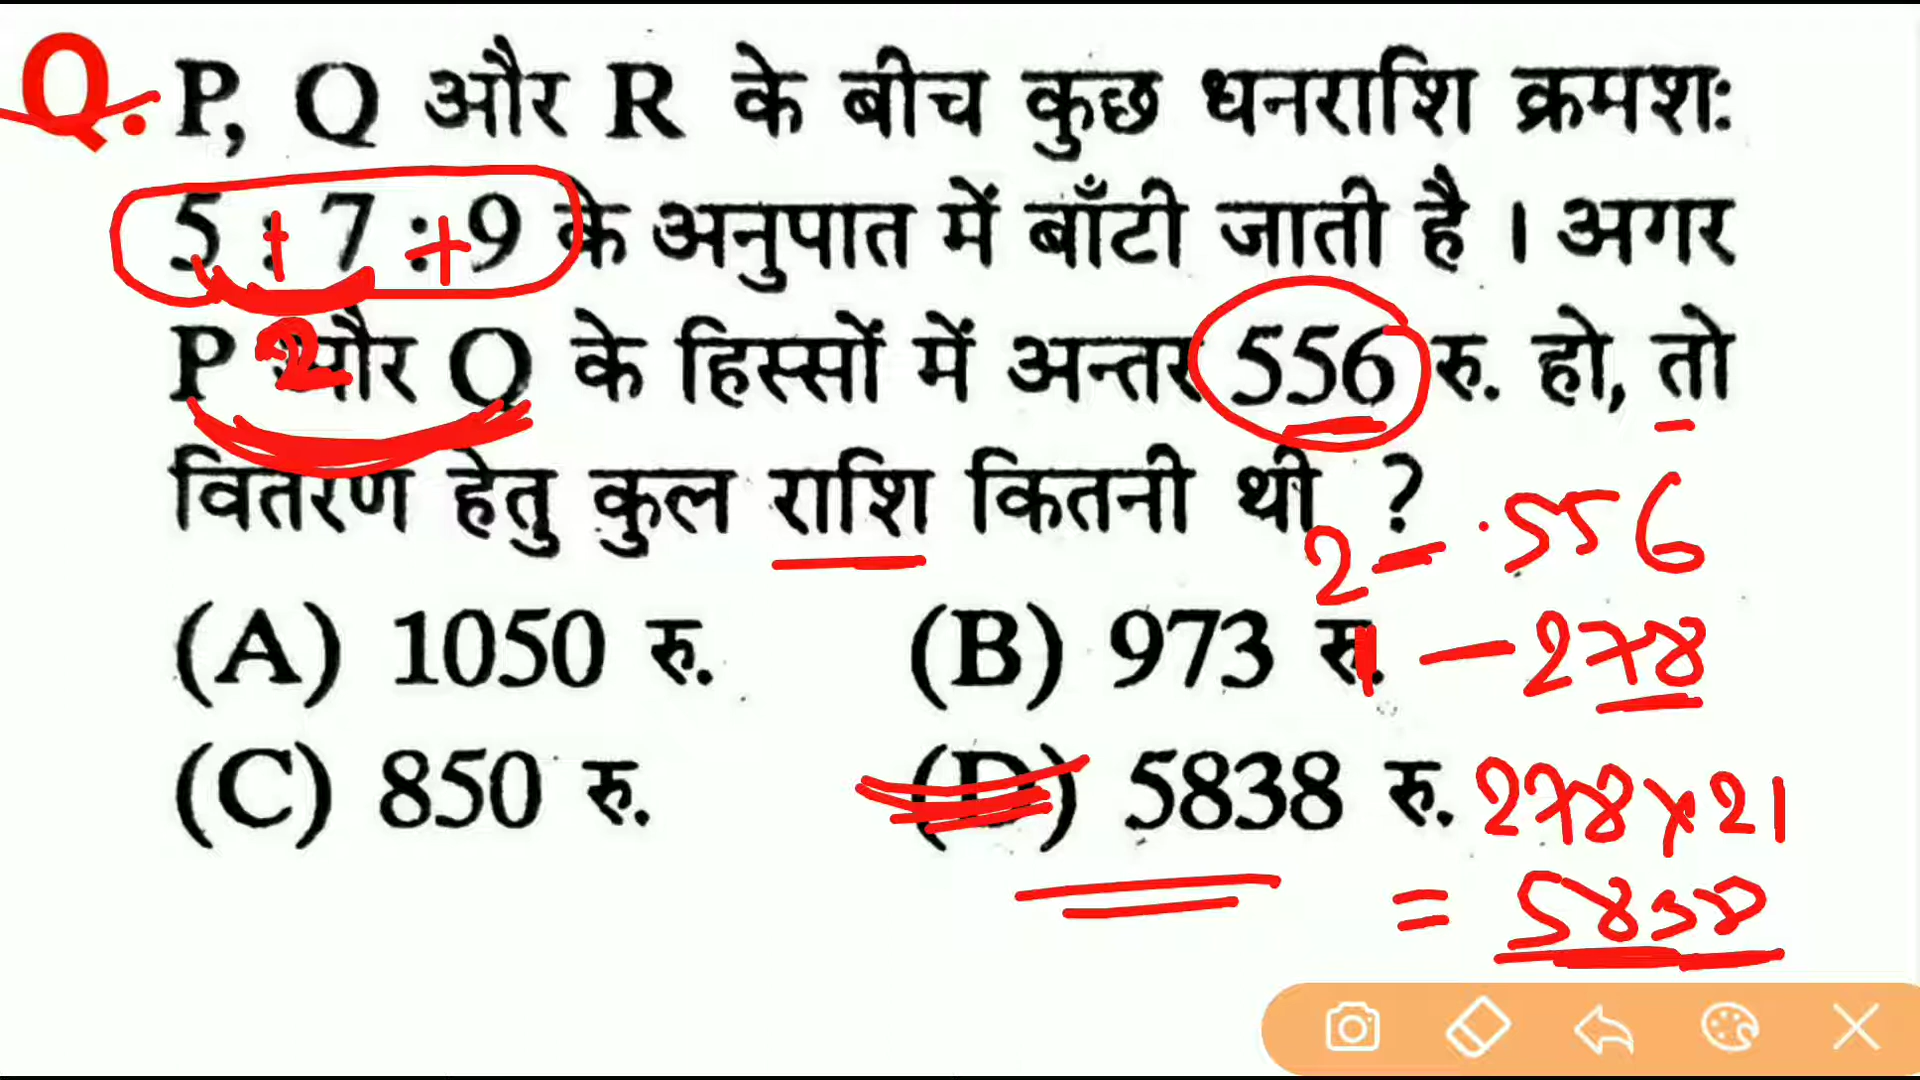 Q. P, Q और R के बीच कुछ धनराशि क्रमशः
5 : 7 : 9 के अनुपात में बाँटी जाती है । अगर
P और Q के हिस्सों में अन्तर 556 रु. हो, तो
2
वितरण हेतु कुल राशि कितनी थी ?
2 — 556
(A) 1050 रु. (B) 973 रु.
1 — 278
(C) 850 रु. (D) 5838 रु.
278 x 21
= 5838